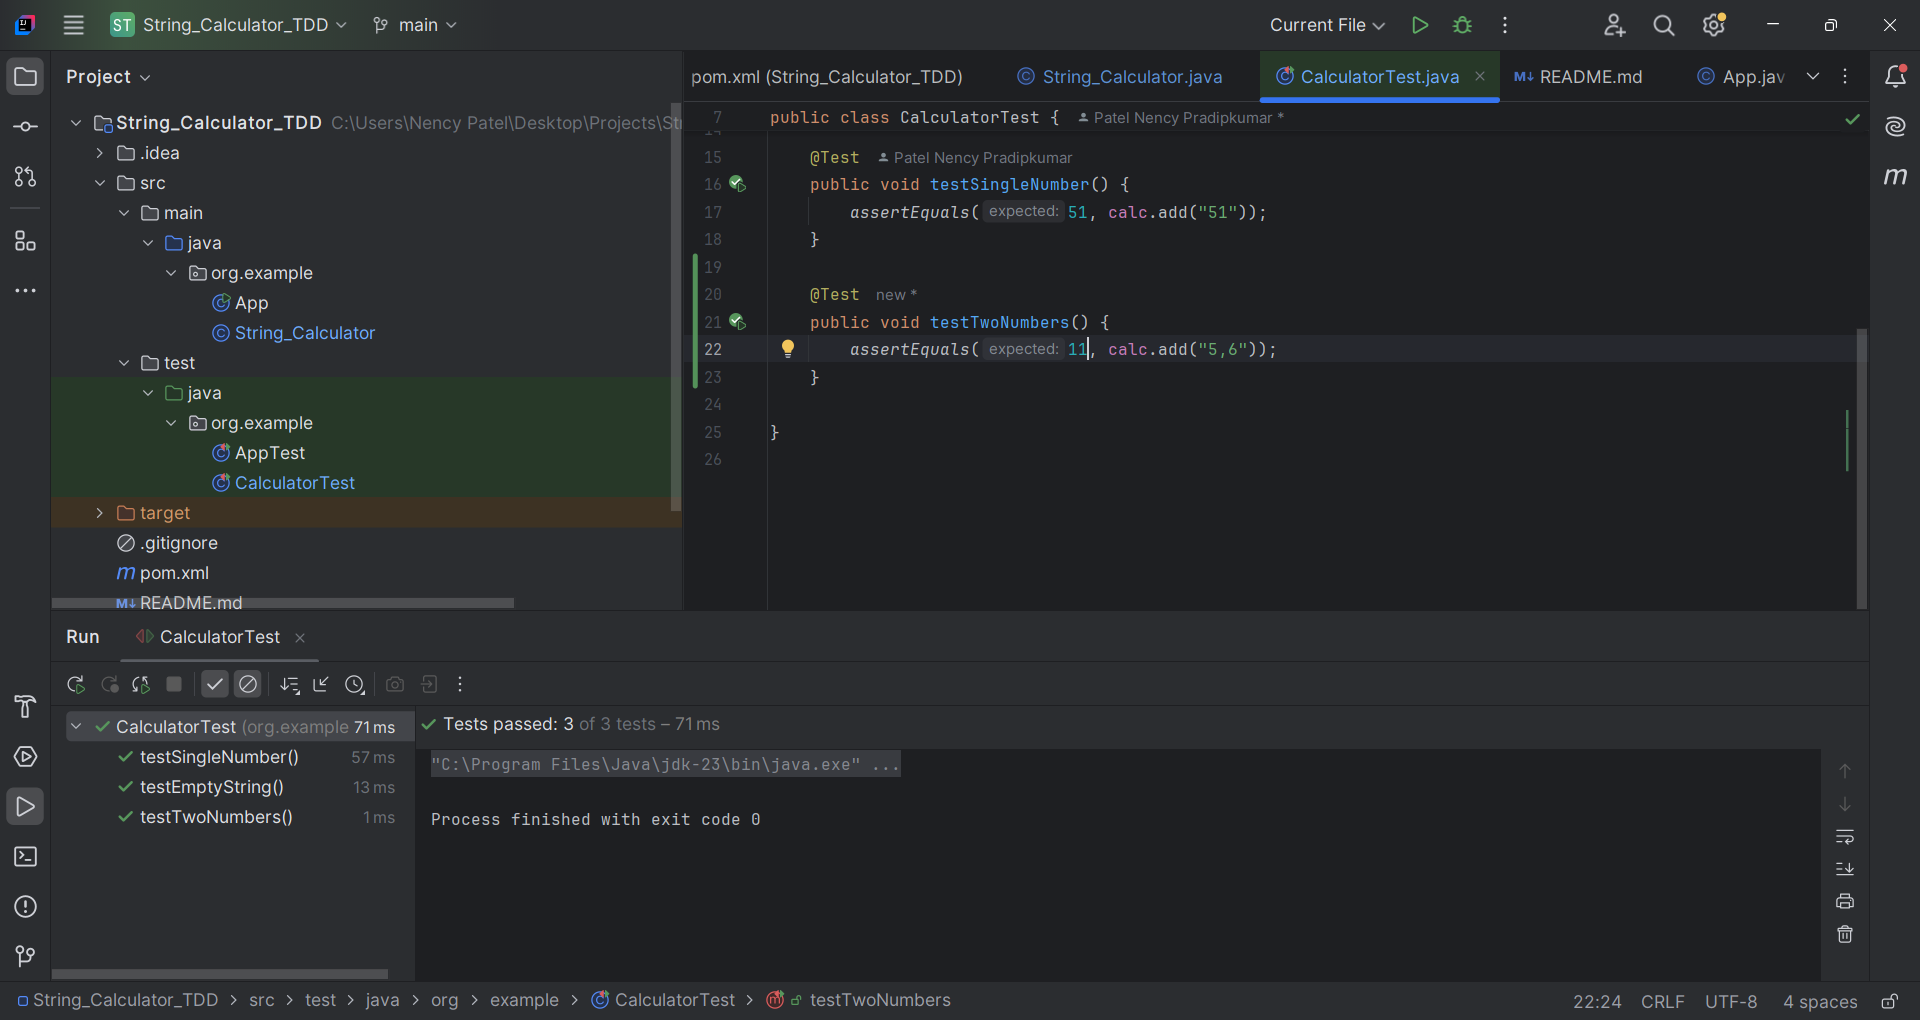 ST String_Calculator_TDD main Current File
Project
String_Calculator_TDD C:\Users\Nency Patel\Desktop\Projects\St
.idea
src
main
java
org.example
App
String_Calculator
test
java
org.example
AppTest
CalculatorTest
target
.gitignore
m pom.xml
M↓ README.md
pom.xml (String_Calculator_TDD) String_Calculator.java CalculatorTest.java M↓ README.md App.jav
7 public class CalculatorTest { Patel Nency Pradipkumar *
14
15 @Test Patel Nency Pradipkumar
16 public void testSingleNumber() {
17 assertEquals( expected: 51, calc.add("51"));
18 }
19
20 @Test new *
21 public void testTwoNumbers() {
22 assertEquals( expected: 11, calc.add("5,6"));
23 }
24
25 }
26
m
Run CalculatorTest
CalculatorTest (org.example 71 ms
testSingleNumber() 57 ms
testEmptyString() 13 ms
testTwoNumbers() 1 ms
Tests passed: 3 of 3 tests – 71 ms
"C:\Program Files\Java\jdk-23\bin\java.exe" ...
Process finished with exit code 0
String_Calculator_TDD > src > test > java > org > example > CalculatorTest > testTwoNumbers
22:24 CRLF UTF-8 4 spaces